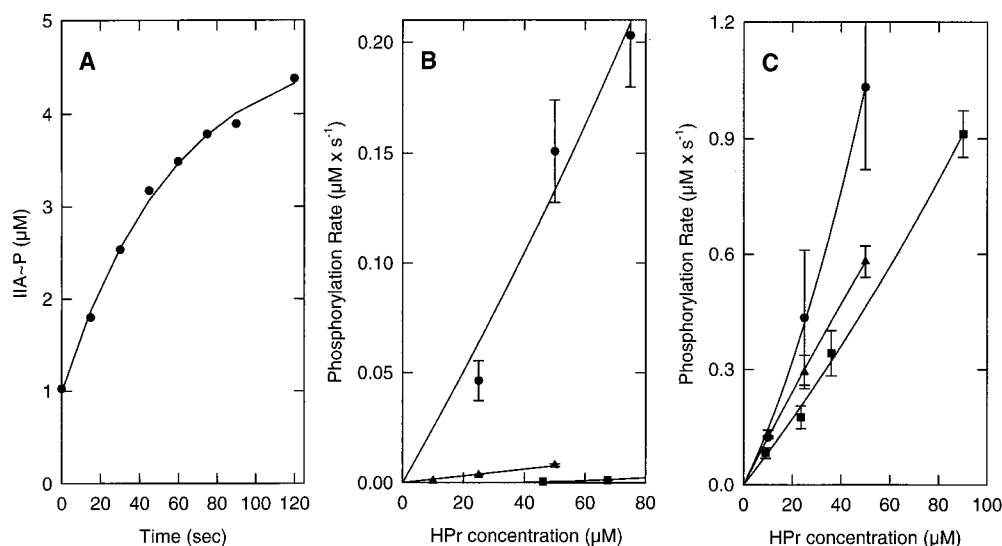 A
IIA~P (µM)
5
4
3
2
1
0
0 20 40 60 80 100 120
Time (sec)
B
Phosphorylation Rate (µM x s⁻¹)
0.20
0.15
0.10
0.05
0.00
0 20 40 60 80
HPr concentration (µM)
C
Phosphorylation Rate (µM x s⁻¹)
1.2
0.9
0.6
0.3
0.0
0 20 40 60 80 100
HPr concentration (µM)